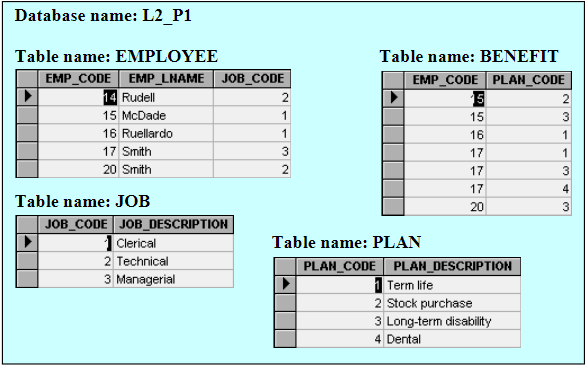 Database name: L2_P1
Table name: EMPLOYEE
EMP_CODE EMP_LNAME JOB_CODE
14 Rudell 2
15 McDade 1
16 Ruellardo 1
17 Smith 3
20 Smith 2
Table name: BENEFIT
EMP_CODE PLAN_CODE
15 2
15 3
16 1
17 1
17 3
17 4
20 3
Table name: JOB
JOB_CODE JOB_DESCRIPTION
1 Clerical
2 Technical
3 Managerial
Table name: PLAN
PLAN_CODE PLAN_DESCRIPTION
1 Term life
2 Stock purchase
3 Long-term disability
4 Dental